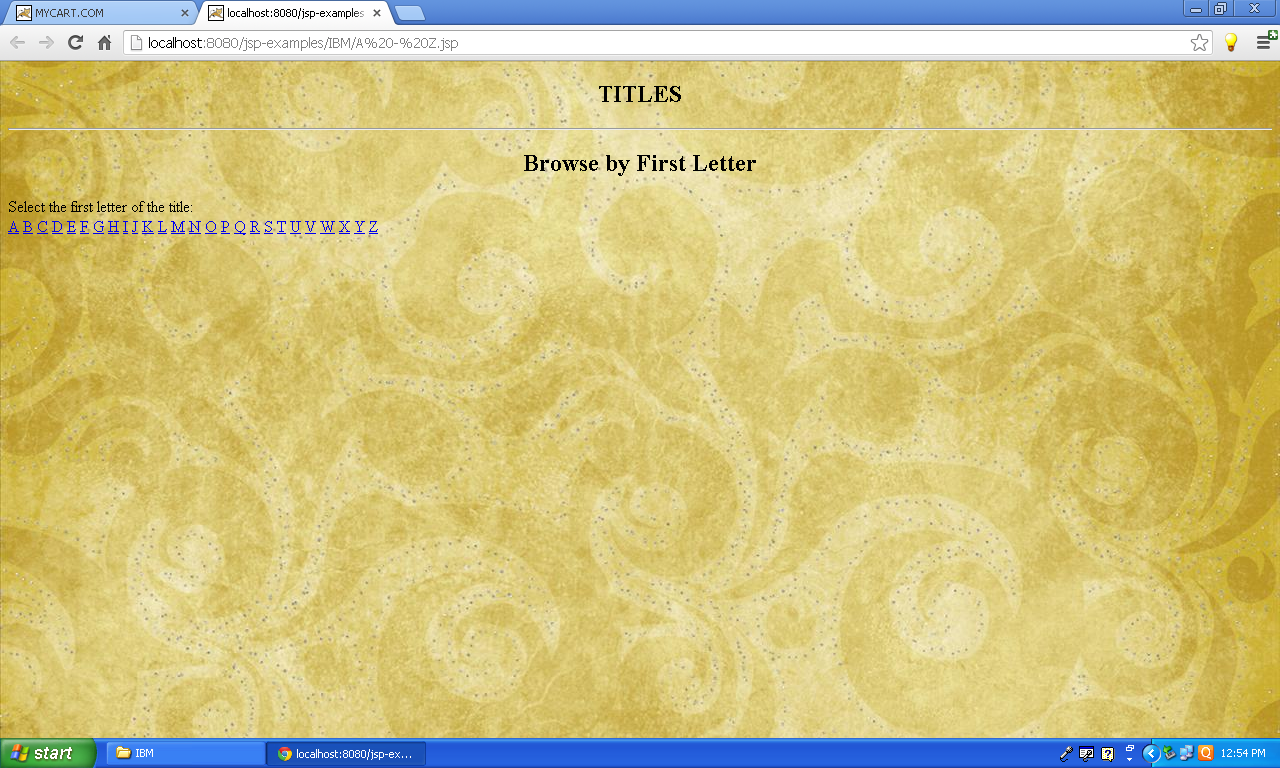 MYCART.COM
localhost:8080/jsp-examples
localhost:8080/jsp-examples/IBM/A%20-%20Z.jsp
TITLES
Browse by First Letter
Select the first letter of the title:
A B C D E F G H I J K L M N O P Q R S T U V W X Y Z
start
IBM
localhost:8080/jsp-ex...
12:54 PM